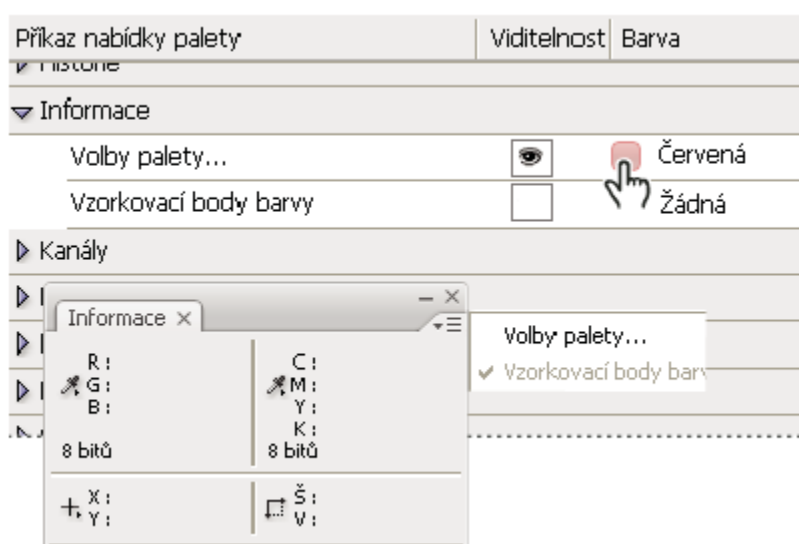 Příkaz nabídky palety Viditelnost Barva
Historie
Informace
Volby palety... Červená
Vzorkovací body barvy Žádná
Kanály
Informace
Volby palety...
Vzorkovací body
R: C:
G: M:
B: Y:
K:
8 bitů 8 bitů
X: Š:
Y: V: